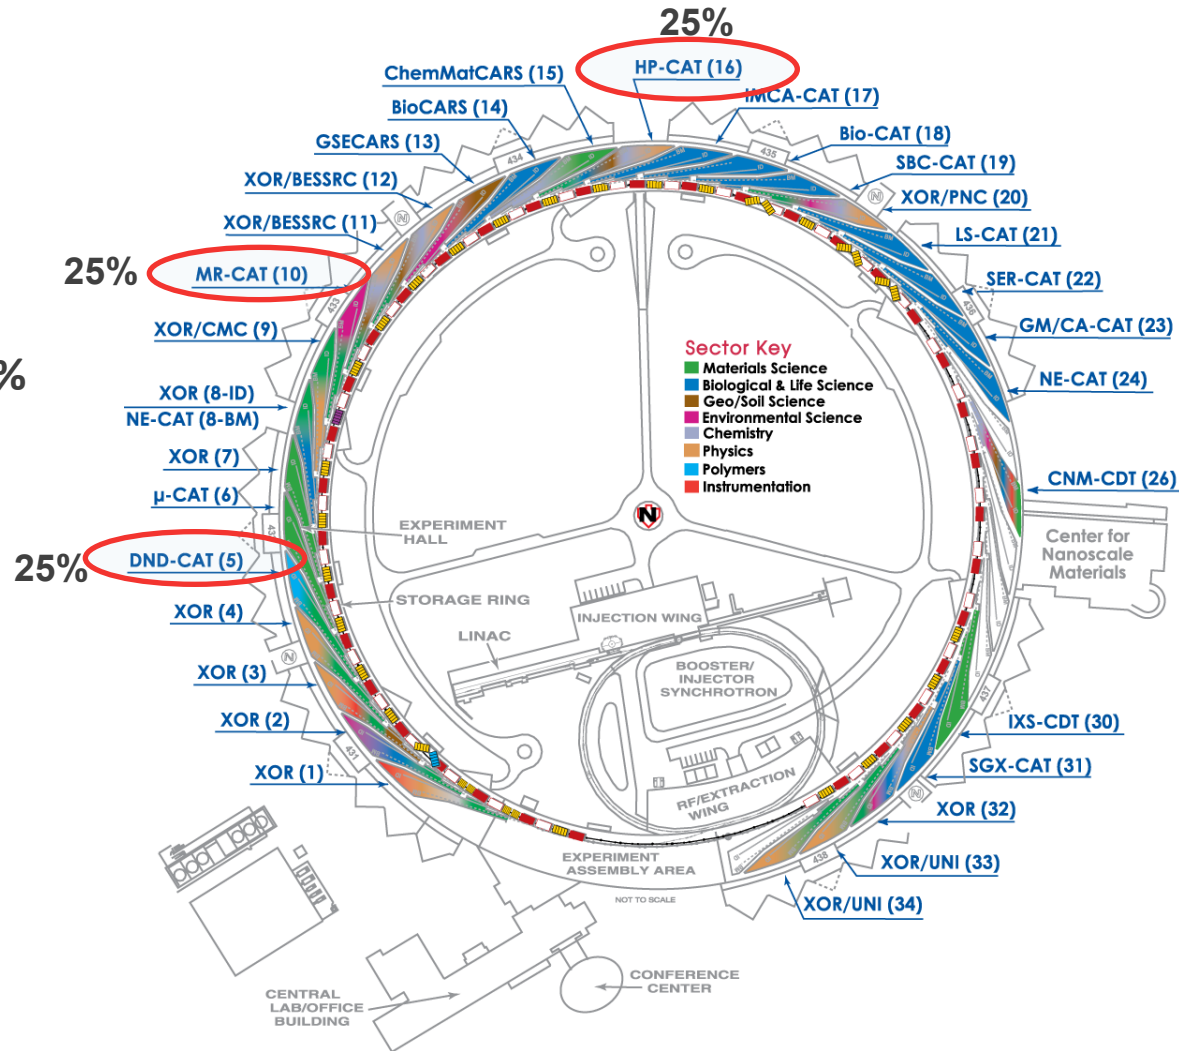 25%
HP-CAT (16)
ChemMatCARS (15)
IMCA-CAT (17)
BioCARS (14)
Bio-CAT (18)
GSECARS (13)
434
435
SBC-CAT (19)
XOR/BESSRC (12)
XOR/PNC (20)
N
N
XOR/BESSRC (11)
LS-CAT (21)
25%
MR-CAT (10)
SER-CAT (22)
433
436
XOR/CMC (9)
GM/CA-CAT (23)
%
Sector Key
Materials Science
Biological & Life Science
Geo/Soil Science
Environmental Science
Chemistry
Physics
Polymers
Instrumentation
XOR (8-ID)
NE-CAT (8-BM)
NE-CAT (24)
XOR (7)
µ-CAT (6)
CNM-CDT (26)
N
EXPERIMENT
HALL
Center for
Nanoscale
Materials
25%
DND-CAT (5)
STORAGE RING
INJECTION WING
XOR (4)
LINAC
N
BOOSTER/
INJECTOR
SYNCHROTRON
XOR (3)
437
XOR (2)
IXS-CDT (30)
431
XOR (1)
SGX-CAT (31)
N
RF/EXTRACTION
WING
XOR (32)
438
XOR/UNI (33)
EXPERIMENT
ASSEMBLY AREA
NOT TO SCALE
XOR/UNI (34)
CONFERENCE
CENTER
CENTRAL
LAB/OFFICE
BUILDING